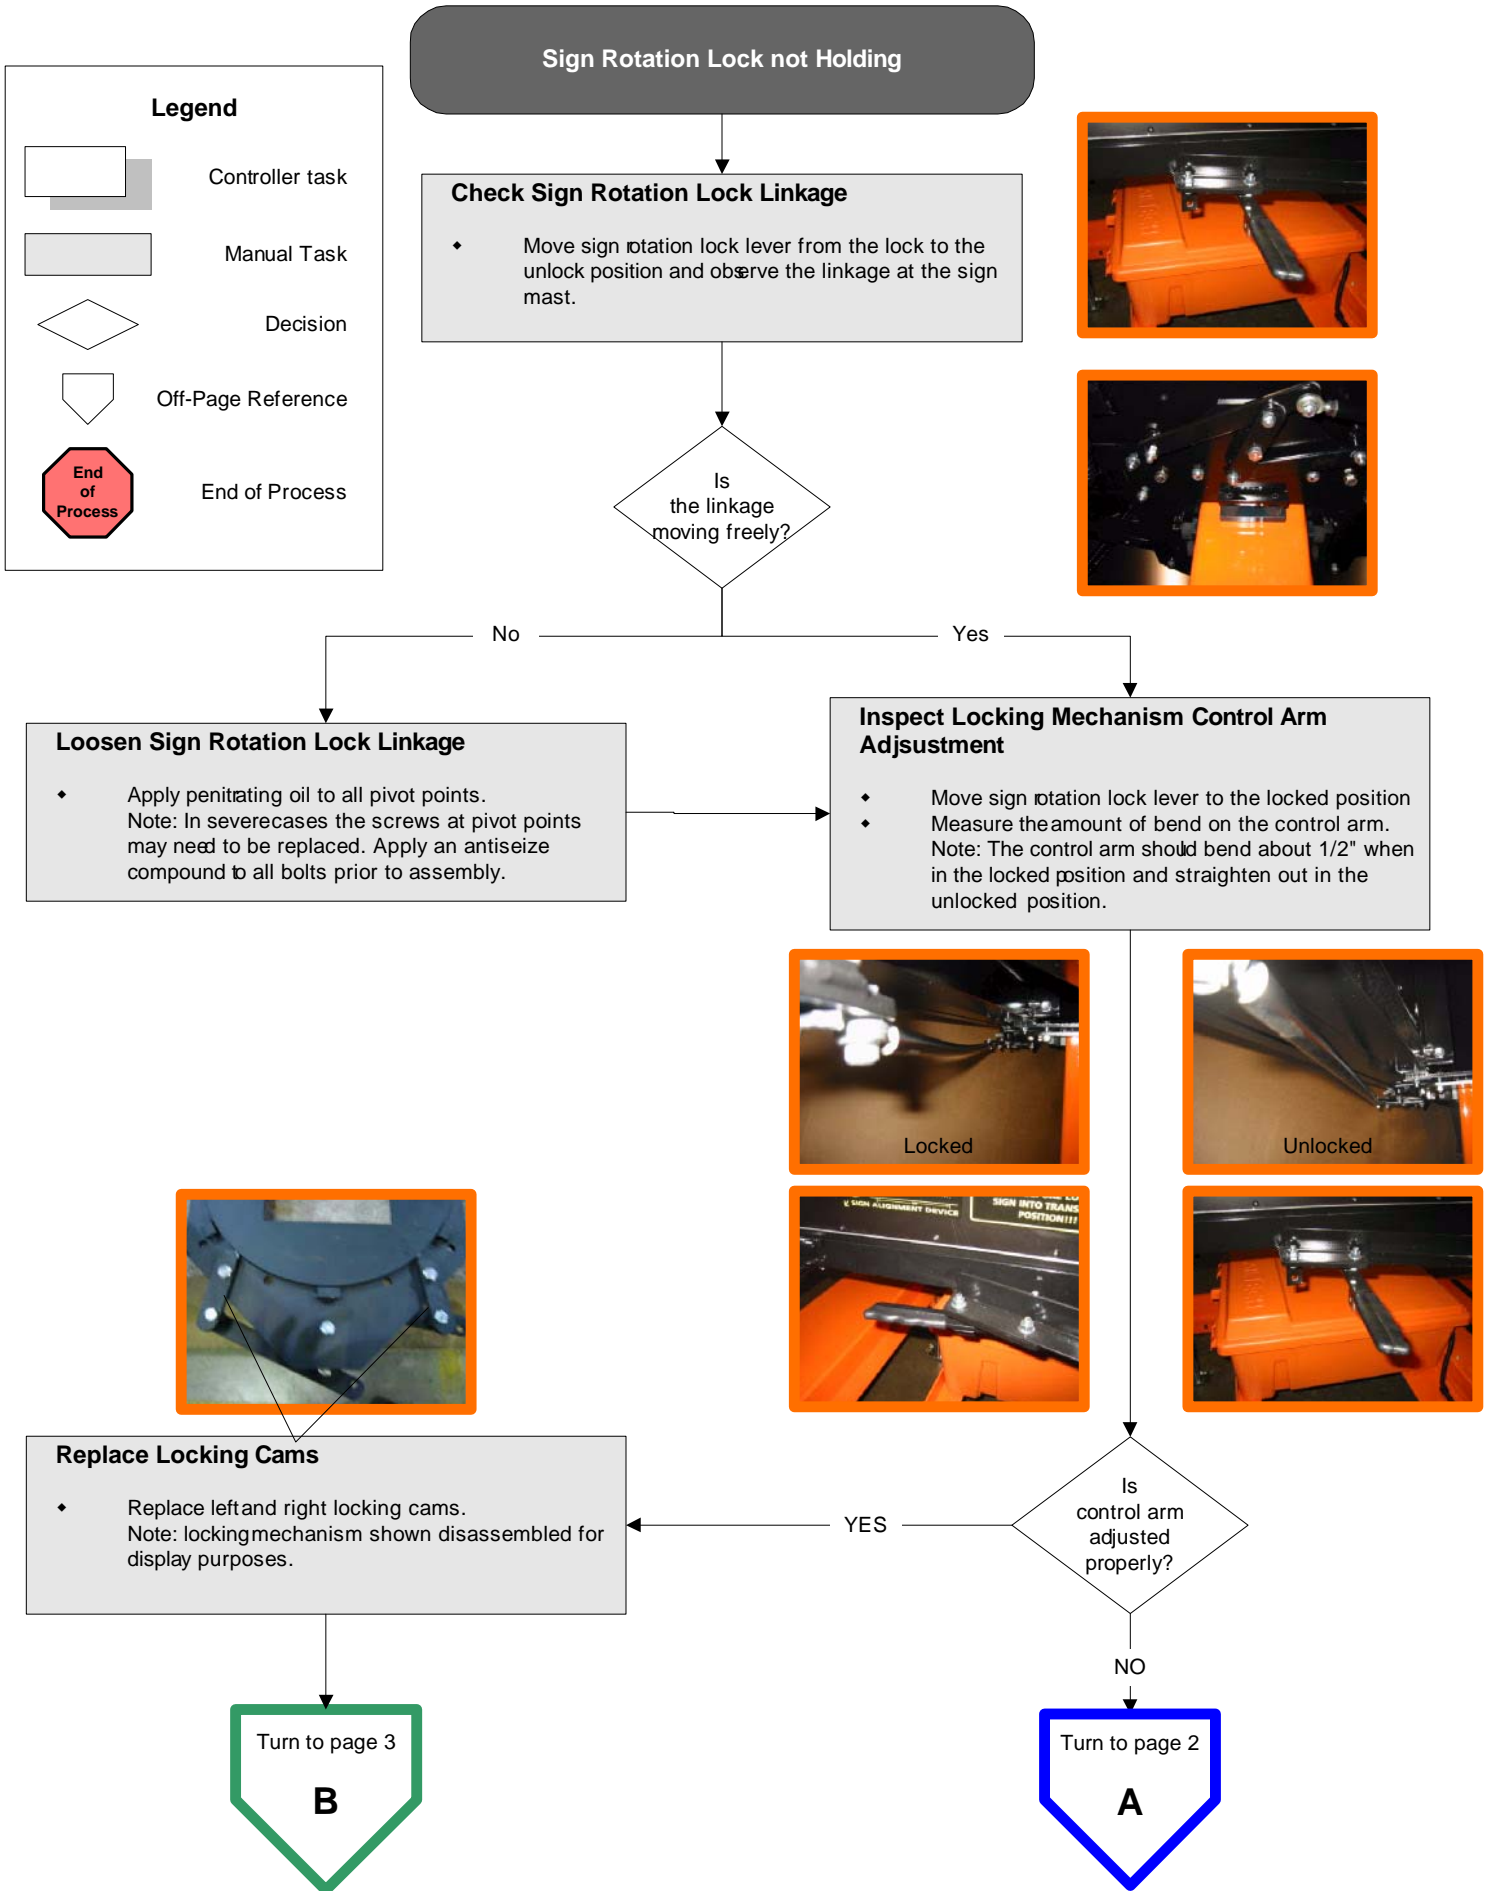 Sign Rotation Lock not Holding
Legend
Controller task
Manual Task
Decision
Off-Page Reference
End
of
Process
End of Process
Check Sign Rotation Lock Linkage
Move sign rotation lock lever from the lock to the
unlock position and observe the linkage at the sign
mast.
Is
the linkage
moving freely?
No
Yes
Loosen Sign Rotation Lock Linkage
Apply penitrating oil to all pivot points.
Note: In severe cases the screws at pivot points
may need to be replaced. Apply an antiseize
compound to all bolts prior to assembly.
Inspect Locking Mechanism Control Arm
Adjsustment
Move sign rotation lock lever to the locked position
Measure the amount of bend on the control arm.
Note: The control arm should bend about 1/2" when
in the locked position and straighten out in the
unlocked position.
Locked
Unlocked
SIGN ALIGNMENT DEVICE
SIGN INTO TRANS
POSITION!!!
Replace Locking Cams
Replace left and right locking cams.
Note: locking mechanism shown disassembled for
display purposes.
YES
Is
control arm
adjusted
properly?
NO
Turn to page 3
B
Turn to page 2
A